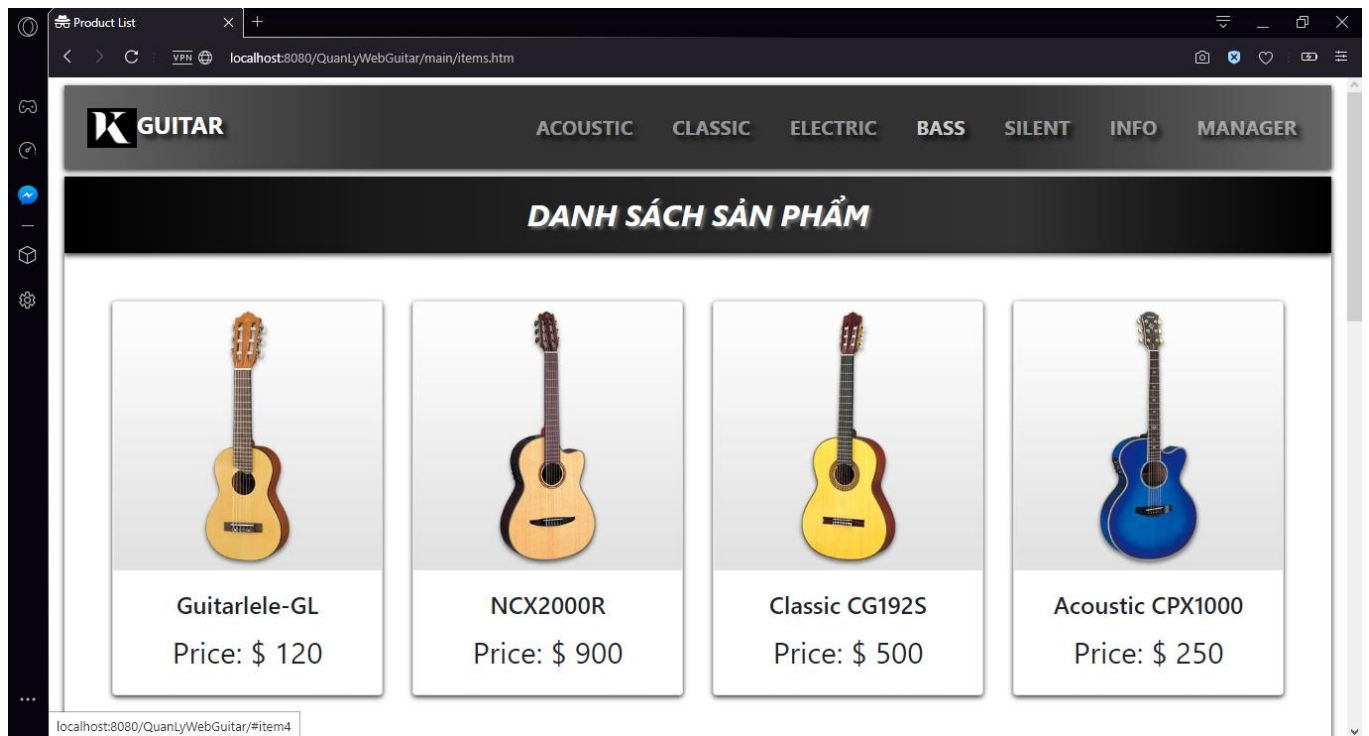 Product List
VPN localhost:8080/QuanLyWebGuitar/main/items.htm
K GUITAR ACOUSTIC CLASSIC ELECTRIC BASS SILENT INFO MANAGER
DANH SÁCH SẢN PHẨM
Guitarlele-GL NCX2000R Classic CG192S Acoustic CPX1000
Price: $ 120 Price: $ 900 Price: $ 500 Price: $ 250
localhost:8080/QuanLyWebGuitar/#item4